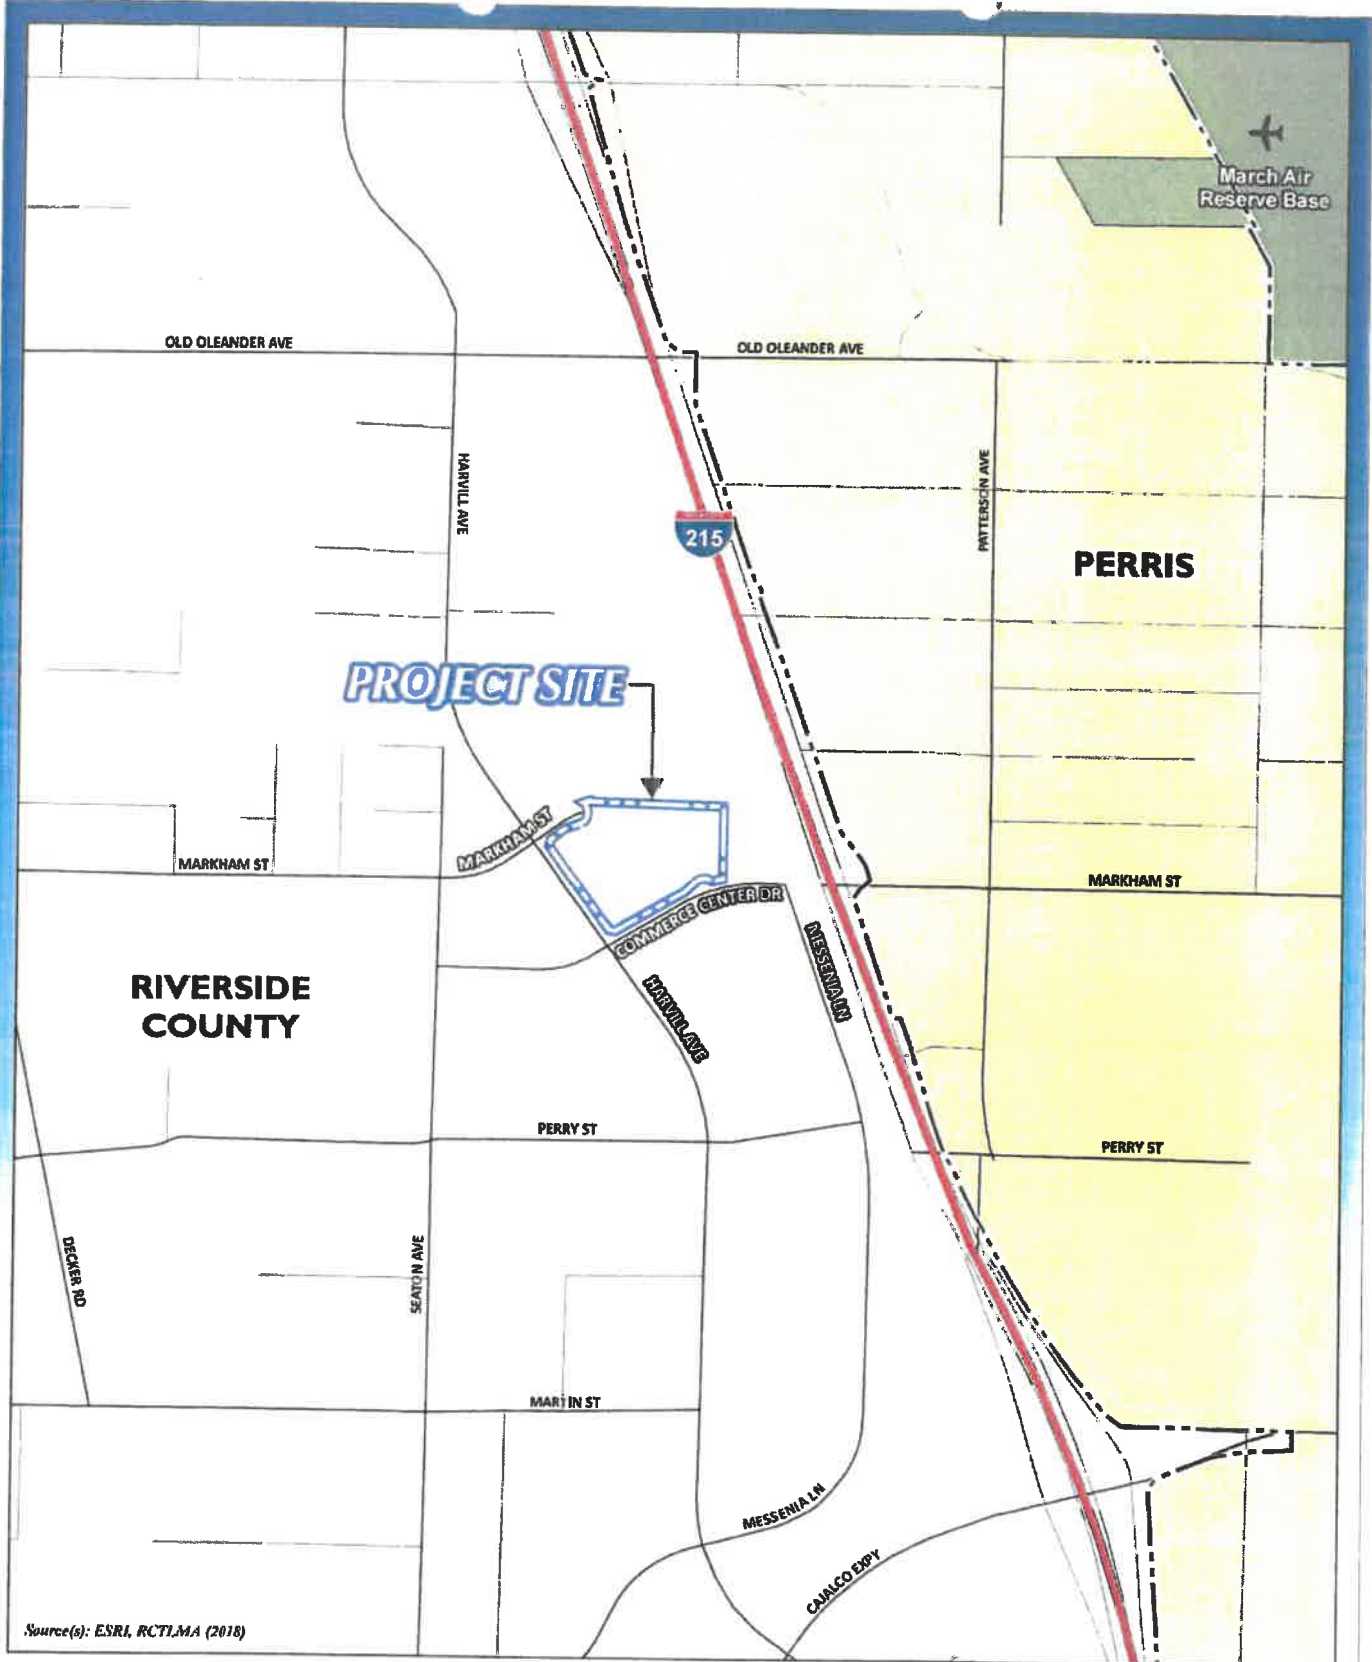 March Air
Reserve Base
OLD OLEANDER AVE
OLD OLEANDER AVE
HARVILL AVE
PATTERSON AVE
215
PERRIS
PROJECT SITE
MARKHAM ST
MARKHAM ST
MARKHAM ST
COMMERCE CENTER DR
MESSENIA LN
RIVERSIDE
COUNTY
HARVILL AVE
PERRY ST
PERRY ST
DECKER RD
SEATON AVE
MARTIN ST
MESSENIA LN
CAJALCO EXPY
Source(s): ESRI, RCTLMA (2018)